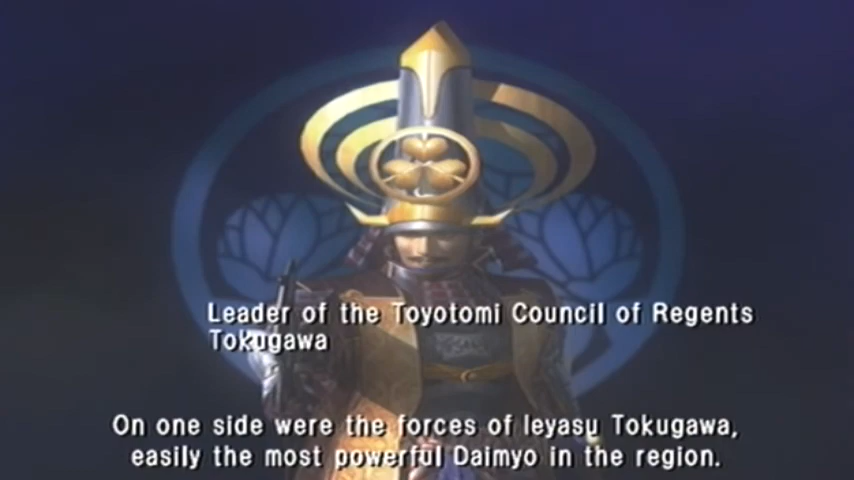 Leader of the Toyotomi Council of Regents
Tokugawa
On one side were the forces of Ieyasu Tokugawa,
easily the most powerful Daimyo in the region.